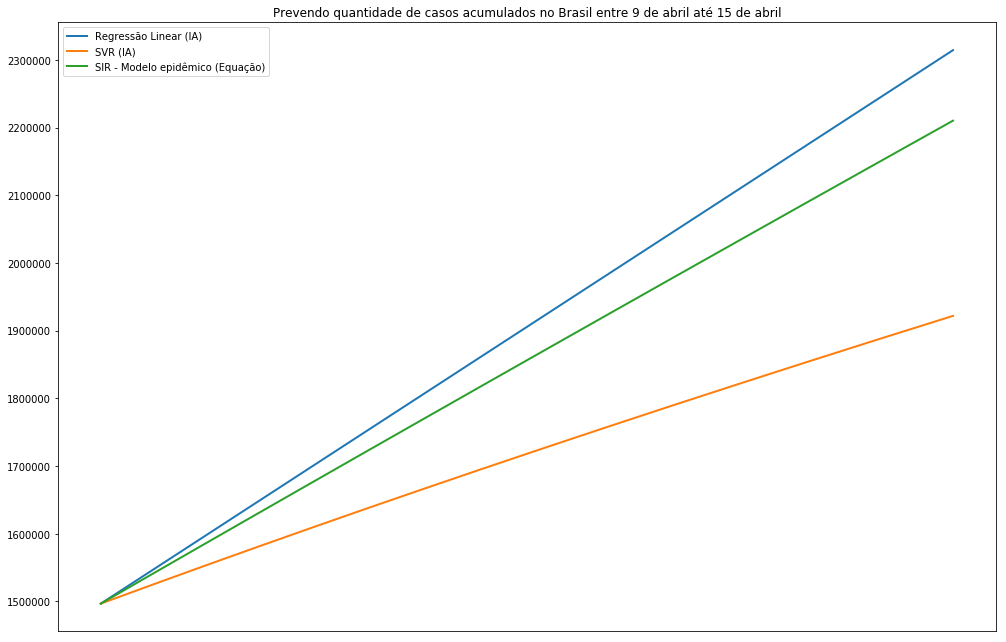 Prevendo quantidade de casos acumulados no Brasil entre 9 de abril até 15 de abril
Regressão Linear (IA)
SVR (IA)
SIR - Modelo epidêmico (Equação)
2300000
2200000
2100000
2000000
1900000
1800000
1700000
1600000
1500000